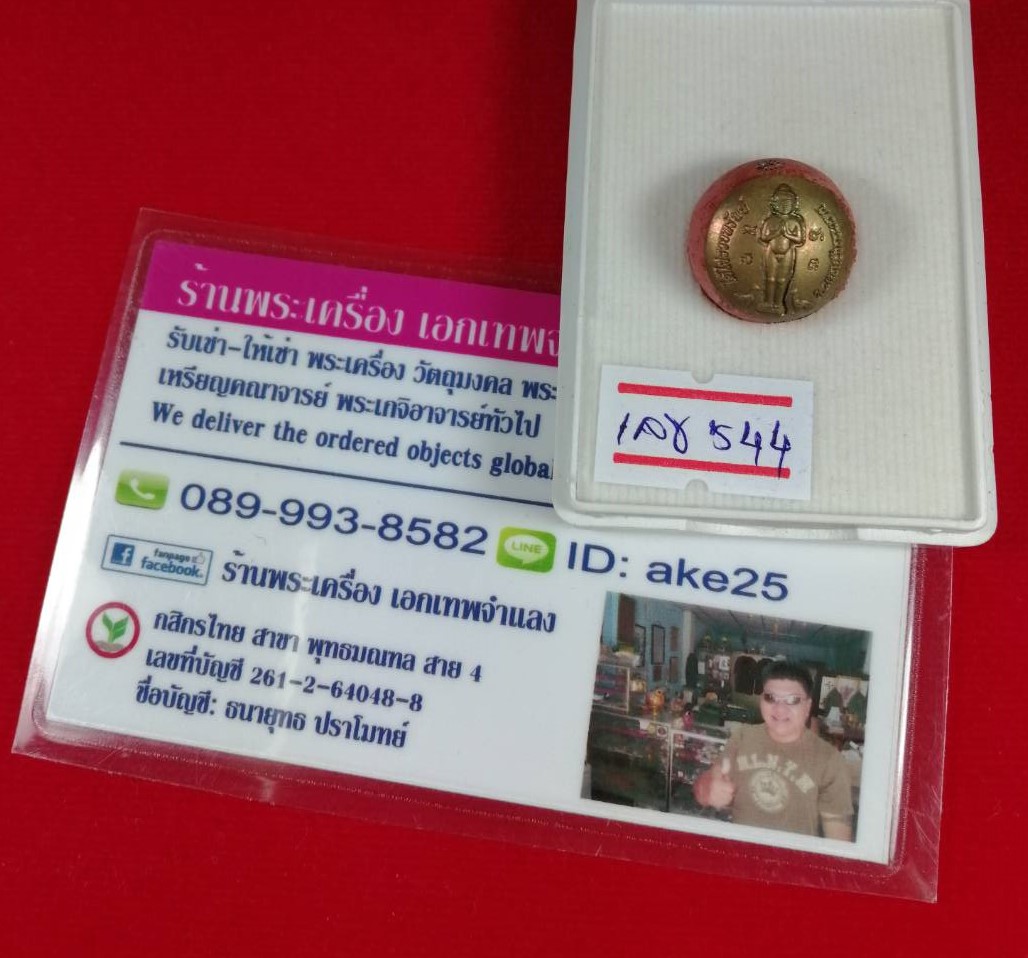 ร้านพระเครื่อง เอกเทพจ
รับเช่า-ให้เช่า พระเครื่อง วัตถุมงคล พระ
เหรียญคณาจารย์ พระเกจิอาจารย์ทั่วไป
We deliver the ordered objects global
089-993-8582 LINE ID: ake25
fanpage
facebook.
ร้านพระเครื่อง เอกเทพจำแลง
กสิกรไทย สาขา พุทธมณฑล สาย 4
เลขที่บัญชี 261-2-64048-8
ชื่อบัญชี: ธนายุทธ ปราโมทย์
เลข 544